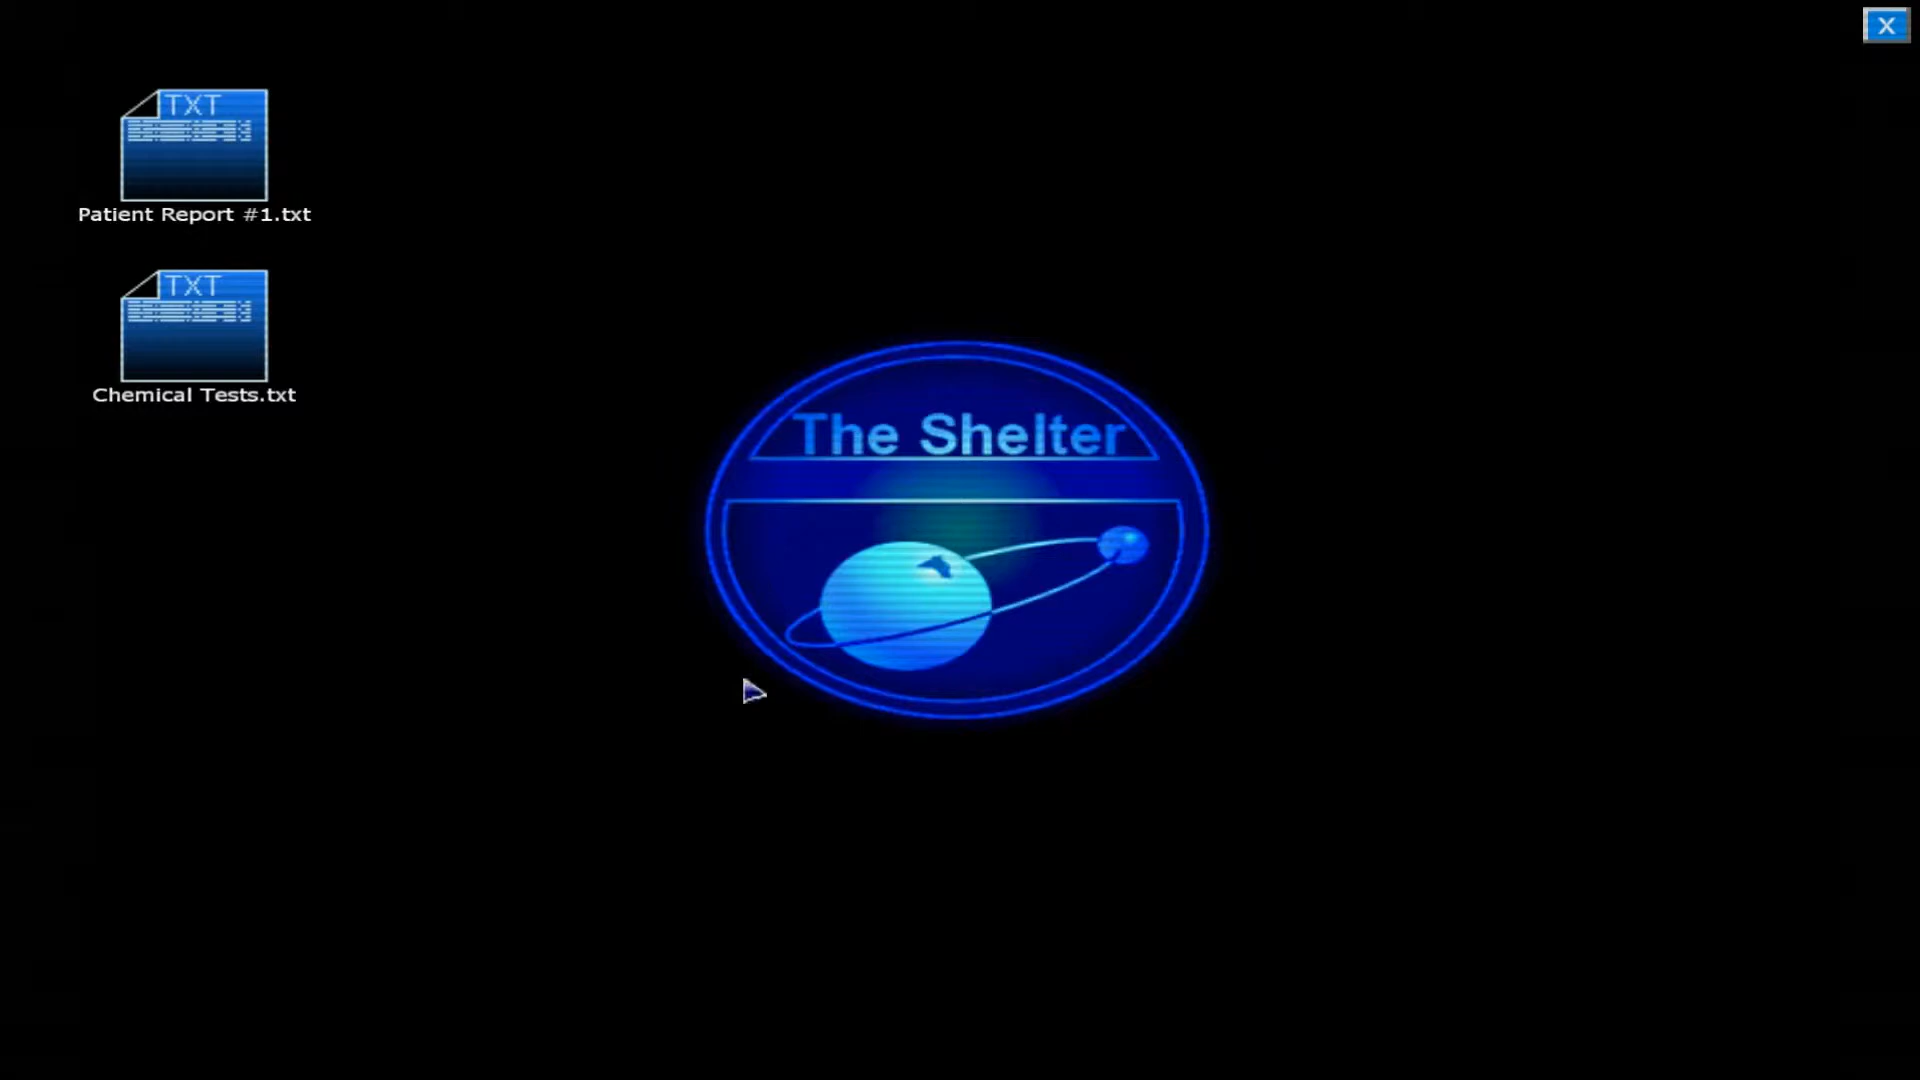 X
TXT
Patient Report #1.txt
TXT
Chemical Tests.txt
The Shelter